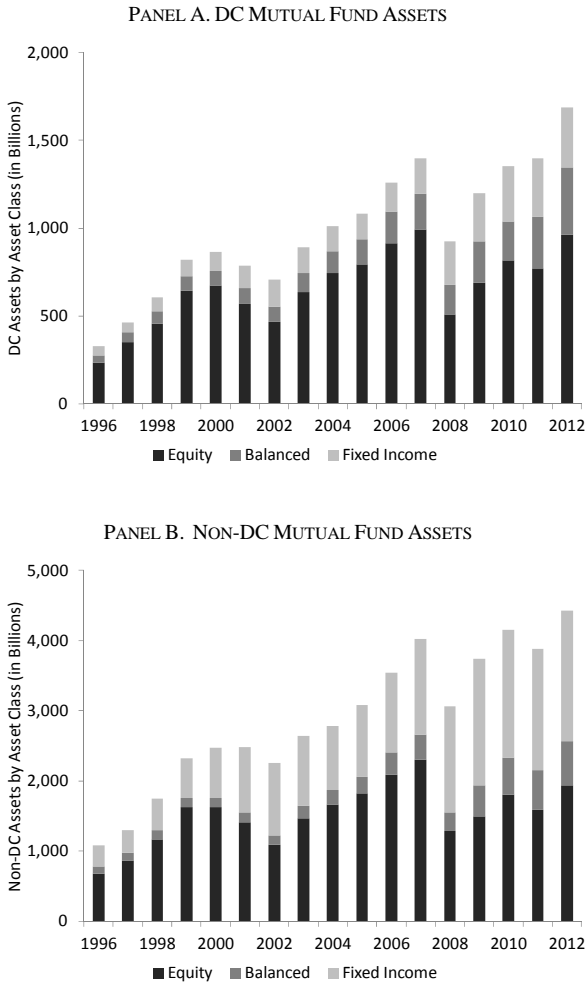 PANEL A. DC MUTUAL FUND ASSETS
DC Assets by Asset Class (in Billions)
2,000
1,500
1,000
500
0
1996 1998 2000 2002 2004 2006 2008 2010 2012
Equity Balanced Fixed Income
PANEL B. NON-DC MUTUAL FUND ASSETS
Non-DC Assets by Asset Class (in Billions)
5,000
4,000
3,000
2,000
1,000
0
1996 1998 2000 2002 2004 2006 2008 2010 2012
Equity Balanced Fixed Income